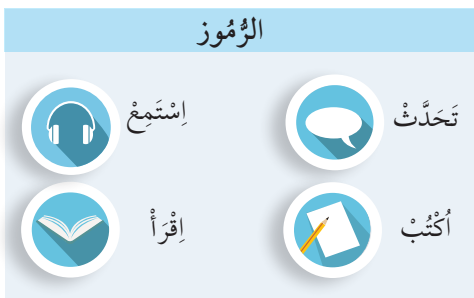 الرُّمُوز
تَحَدَّثْ
اِسْتَمِعْ
اُكْتُبْ
اِقْرَأْ